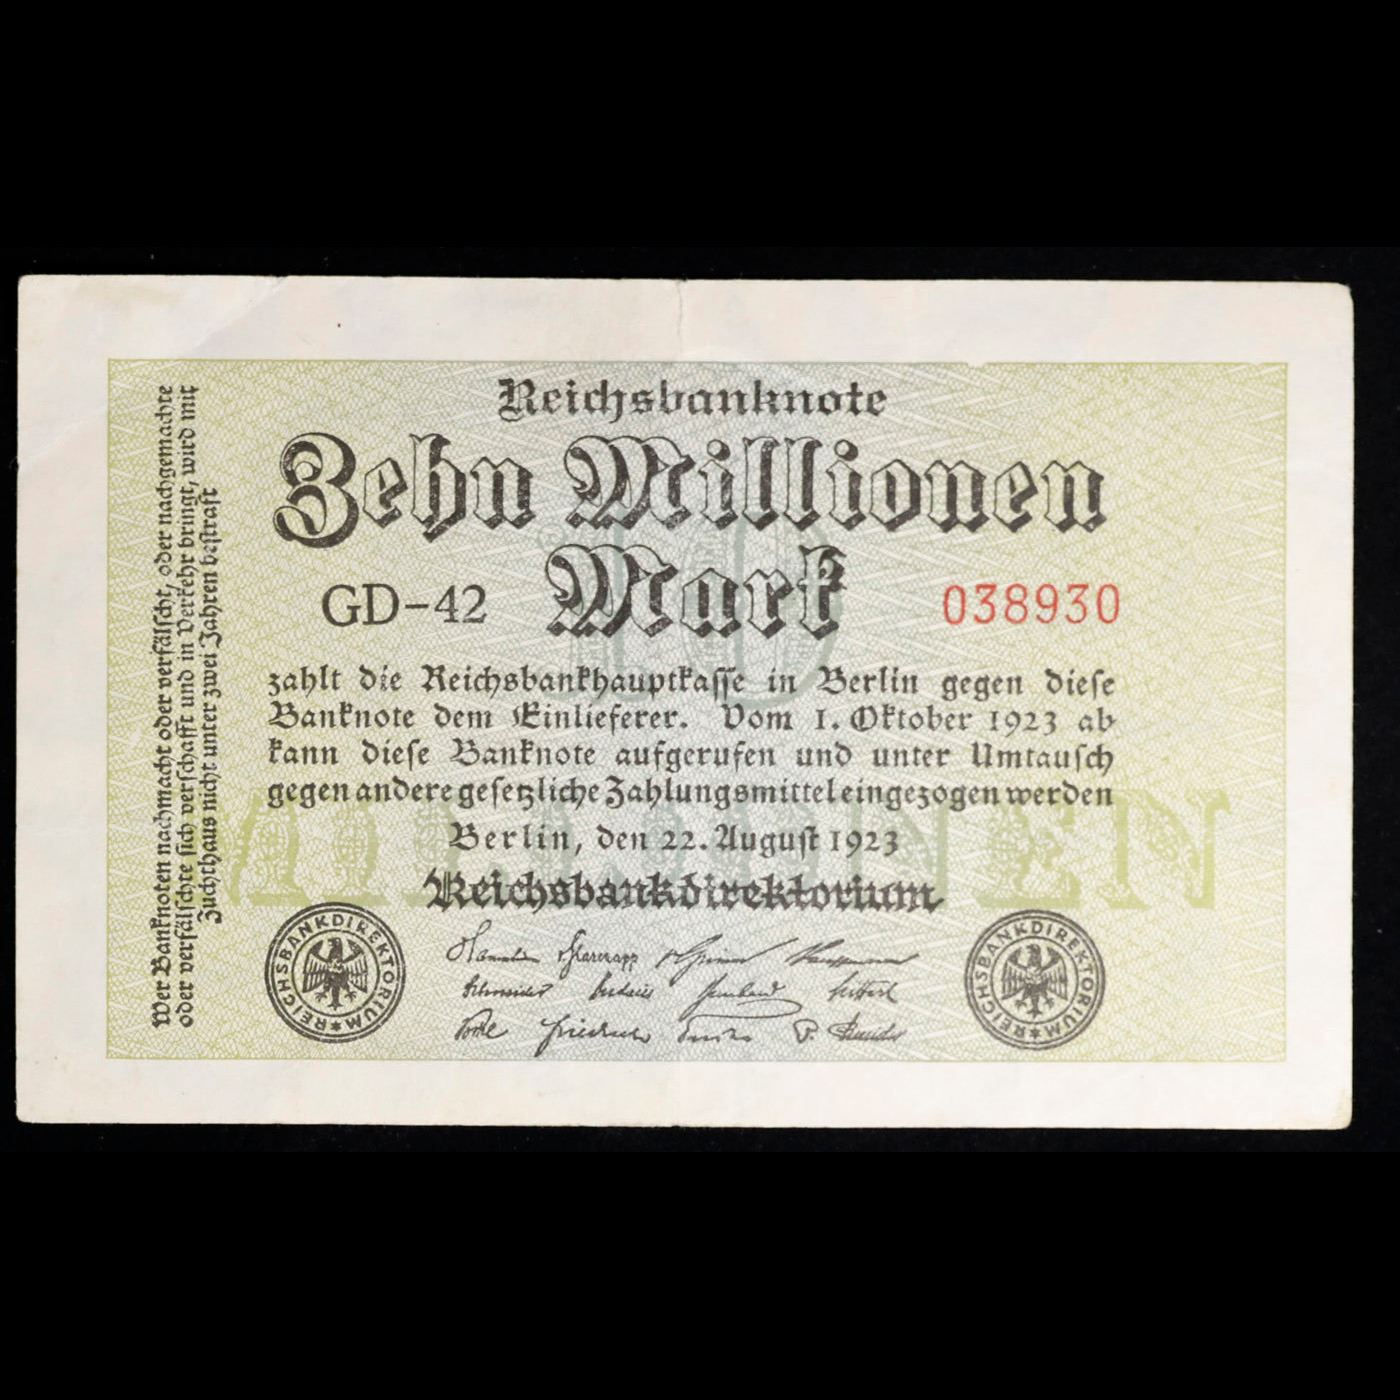 Reichsbanknote
Zehn Millionen
Mark
GD-42
038930
zahlt die Reichsbankhauptkasse in Berlin gegen diese
Banknote dem Einlieferer. Vom 1. Oktober 1923 ab
kann diese Banknote aufgerufen und unter Umtausch
gegen andere gesetzliche Zahlungsmittel eingezogen werden
Berlin, den 22. August 1923
Reichsbankdirektorium
REICHSBANKDIREKTORIUM
REICHSBANKDIREKTORIUM
Wer Banknoten nachmacht oder verfälscht, oder nachgemachte
oder verfälschte sich verschafft und in Verkehr bringt, wird mit
Zuchthaus nicht unter zwei Jahren bestraft
10
MILLIONEN